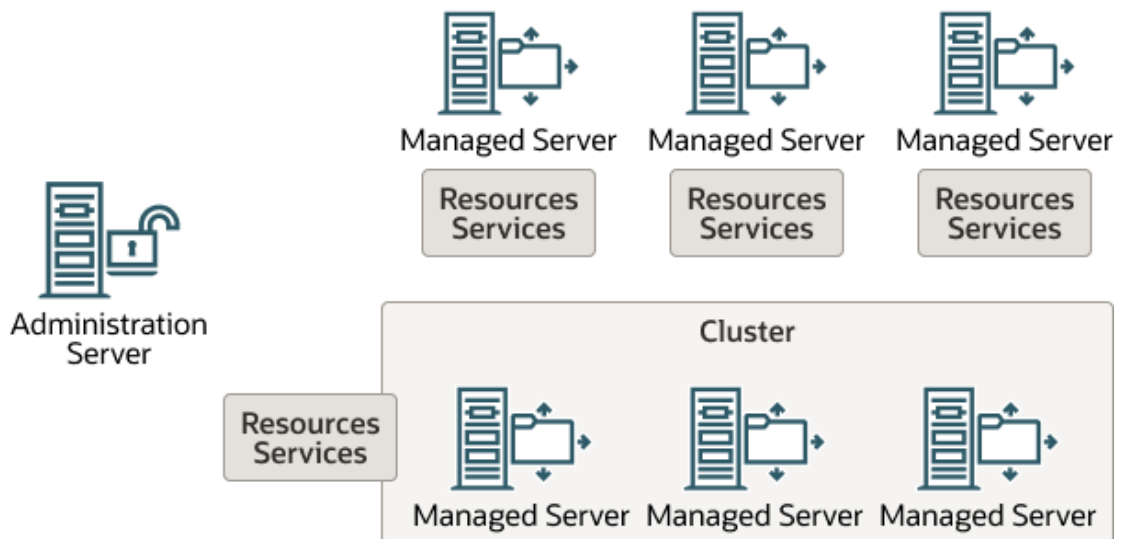 Managed Server
Managed Server
Managed Server
Resources
Services
Resources
Services
Resources
Services
Administration
Server
Cluster
Resources
Services
Managed Server
Managed Server
Managed Server